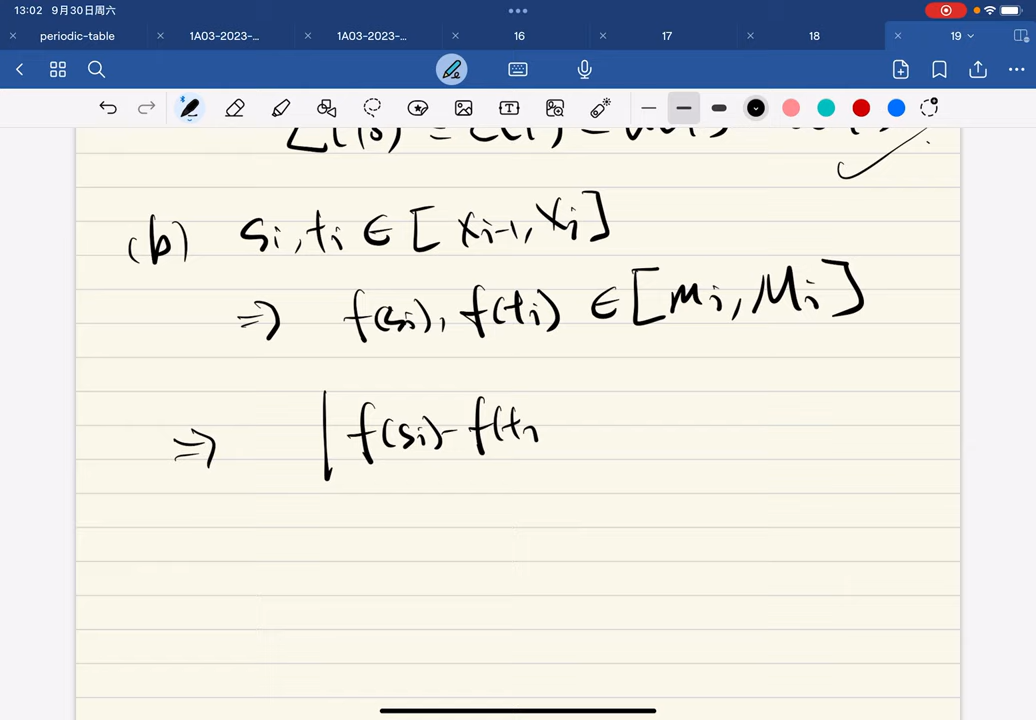 13:02 9月30日周六
periodic-table 1A03-2023-... 1A03-2023-... 16 17 18 19
(b) si, ti ∈ [xi-1, xi]
⇒ f(si), f(ti) ∈ [mi, Mi]
⇒ | f(si) - f(ti